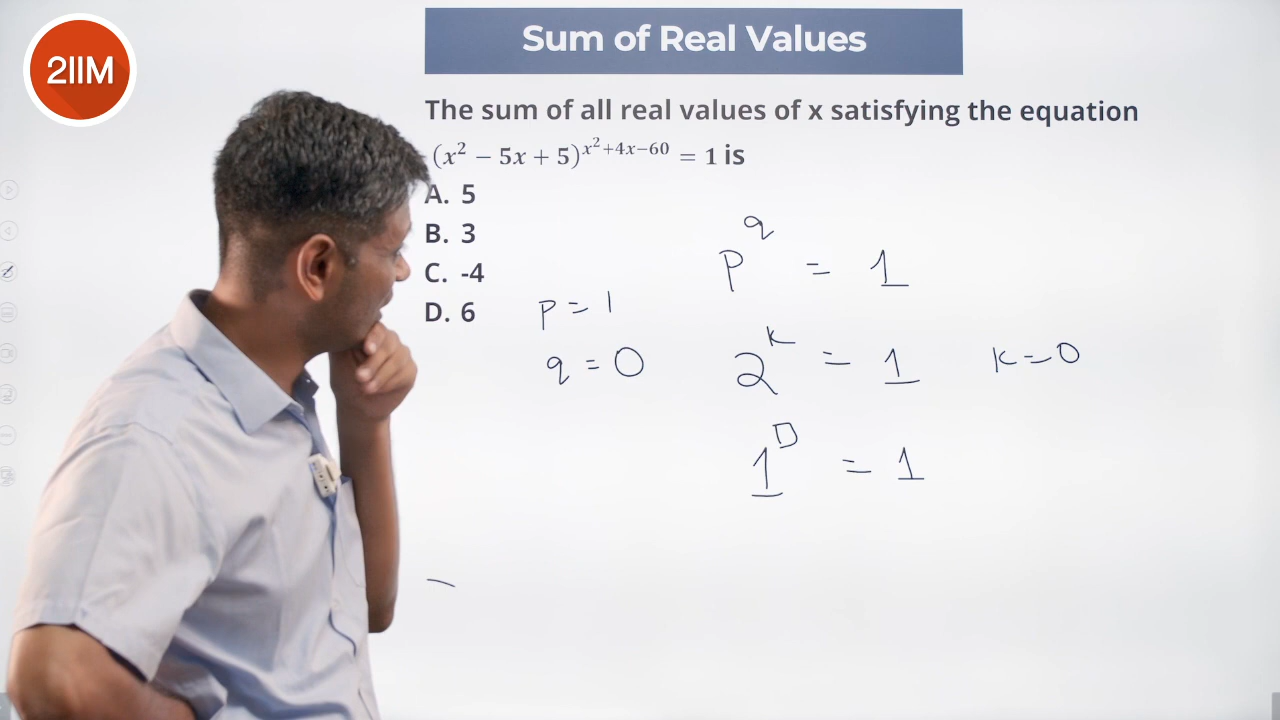 2IIM
Sum of Real Values
The sum of all real values of x satisfying the equation
(x² − 5x + 5)^{x²+4x−60} = 1 is
A. 5
B. 3
C. -4
D. 6
p^q = 1
p = 1
q = 0
2^k = 1
k = 0
1^D = 1